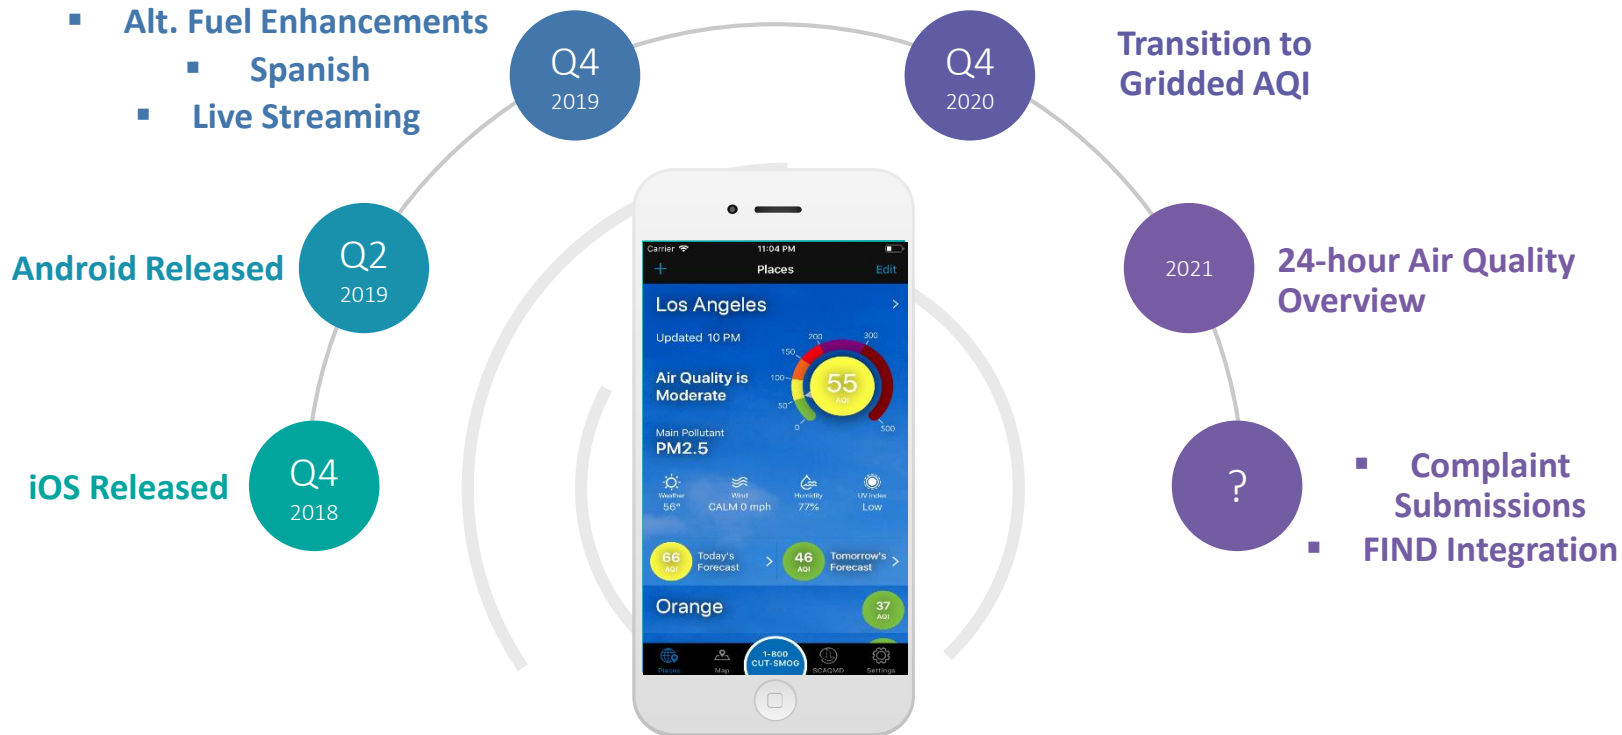 ▪ Alt. Fuel Enhancements
▪ Spanish
▪ Live Streaming
Q4
2019
Q4
2020
Transition to
Gridded AQI
Android Released
Q2
2019
2021
24-hour Air Quality
Overview
iOS Released
Q4
2018
?
▪ Complaint
Submissions
▪ FIND Integration
Carrier 11:04 PM
+ Places Edit
Los Angeles >
Updated 10 PM
Air Quality is
Moderate
Main Pollutant
PM2.5
0
50
100
150
200
300
500
55
AQI
Weather Wind Humidity UV Index
56° CALM 0 mph 77% Low
66
AQI
Today's
Forecast >
46
AQI
Tomorrow's
Forecast >
Orange
37
AQI
Places
Map
1-800
CUT-SMOG
SCAQMD
Settings